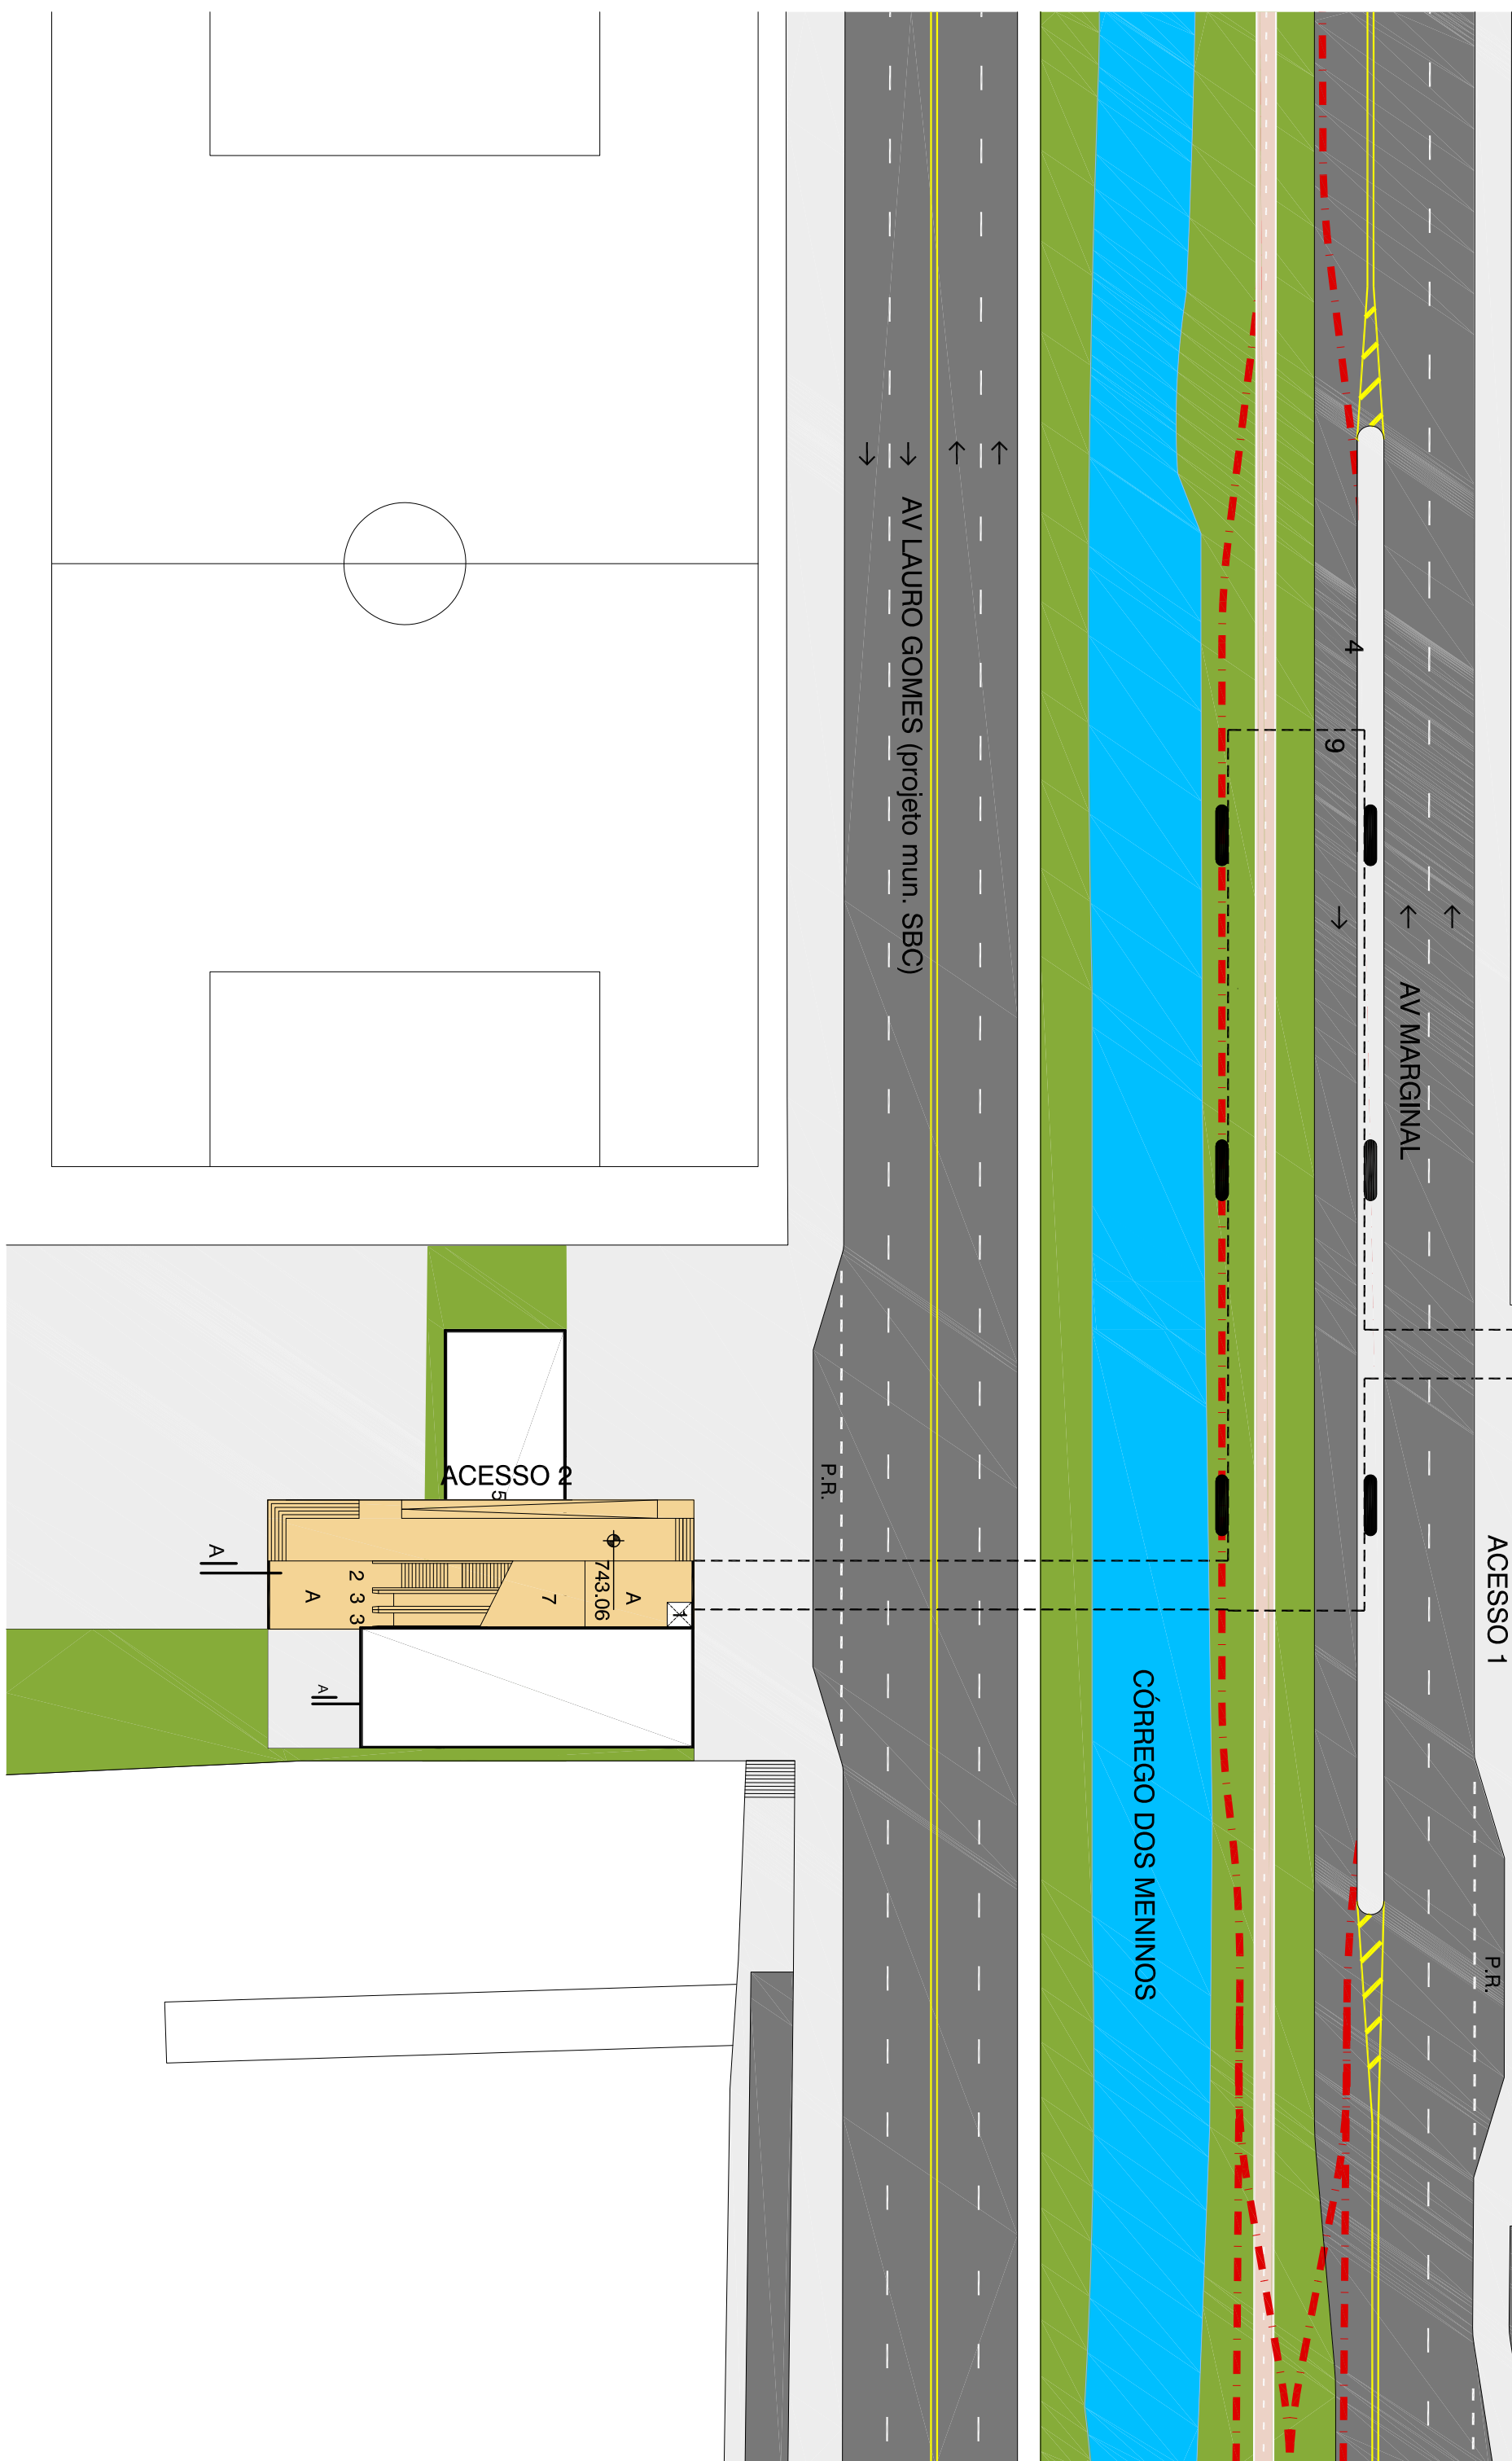 AV LAURO GOMES (projeto mun. SBC)
4
9
AV MARGINAL
ACESSO 2
5
P.R.
ACESSO 1
A
2
3
3
A
7
743.06
A
1
A
CÓRREGO DOS MENINOS
P.R.